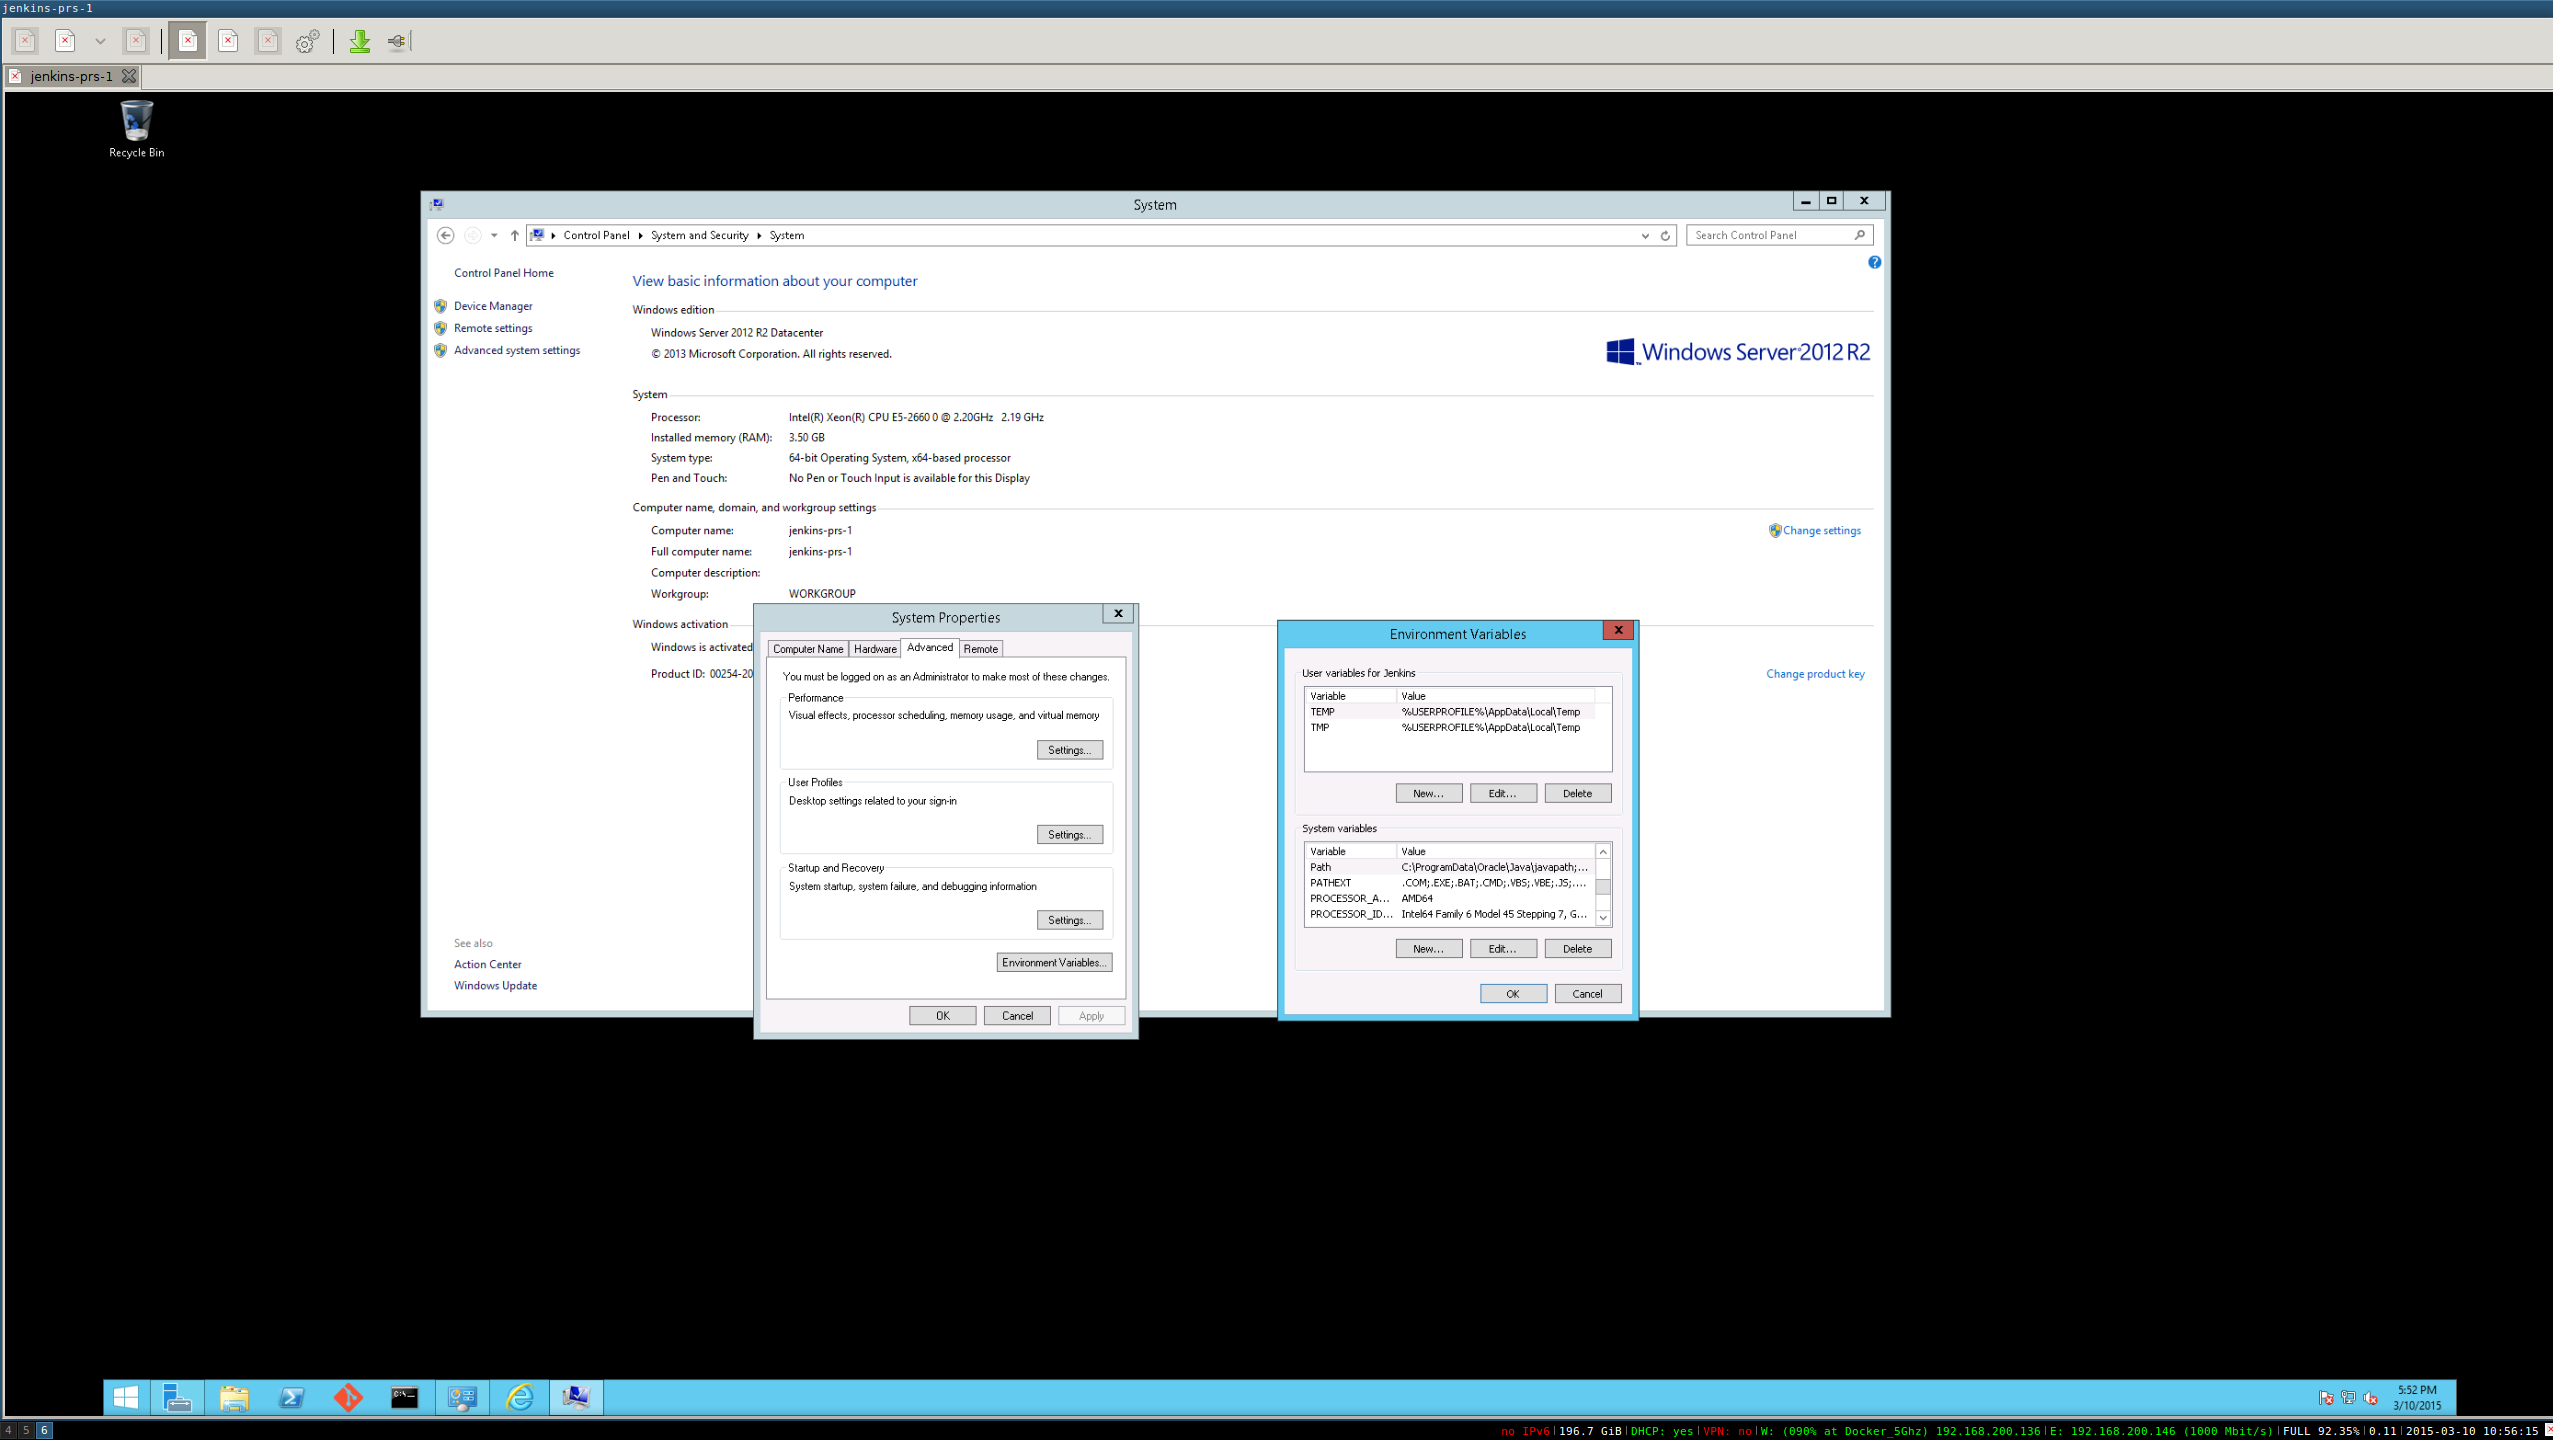 jenkins-prs-1
jenkins-prs-1
Recycle Bin
System
Control Panel System and Security System
Search Control Panel
Control Panel Home
Device Manager
Remote settings
Advanced system settings
View basic information about your computer
Windows edition
Windows Server 2012 R2 Datacenter
© 2013 Microsoft Corporation. All rights reserved.
Windows Server 2012 R2
System
Processor: Intel(R) Xeon(R) CPU E5-2660 0 @ 2.20GHz 2.19 GHz
Installed memory (RAM): 3.50 GB
System type: 64-bit Operating System, x64-based processor
Pen and Touch: No Pen or Touch Input is available for this Display
Computer name, domain, and workgroup settings
Computer name: jenkins-prs-1
Change settings
Full computer name: jenkins-prs-1
Computer description:
Workgroup: WORKGROUP
Windows activation
Windows is activated
Product ID: 00254-20
Change product key
See also
Action Center
Windows Update
System Properties
Computer Name Hardware Advanced Remote
You must be logged on as an Administrator to make most of these changes.
Performance
Visual effects, processor scheduling, memory usage, and virtual memory
Settings...
User Profiles
Desktop settings related to your sign-in
Settings...
Startup and Recovery
System startup, system failure, and debugging information
Settings...
Environment Variables...
OK Cancel Apply
Environment Variables
User variables for Jenkins
Variable Value
TEMP %USERPROFILE%\AppData\Local\Temp
TMP %USERPROFILE%\AppData\Local\Temp
New... Edit... Delete
System variables
Variable Value
Path C:\ProgramData\Oracle\Java\javapath;...
PATHEXT .COM;.EXE;.BAT;.CMD;.VBS;.VBE;.JS;....
PROCESSOR_A... AMD64
PROCESSOR_ID... Intel64 Family 6 Model 45 Stepping 7, G...
New... Edit... Delete
OK Cancel
C:\_
5:52 PM
3/10/2015
4 5 6
no IPv6|196.7 GiB|DHCP: yes|VPN: no|W: (090% at Docker_5Ghz) 192.168.200.136|E: 192.168.200.146 (1000 Mbit/s)|FULL 92.35%|0.11|2015-03-10 10:56:15